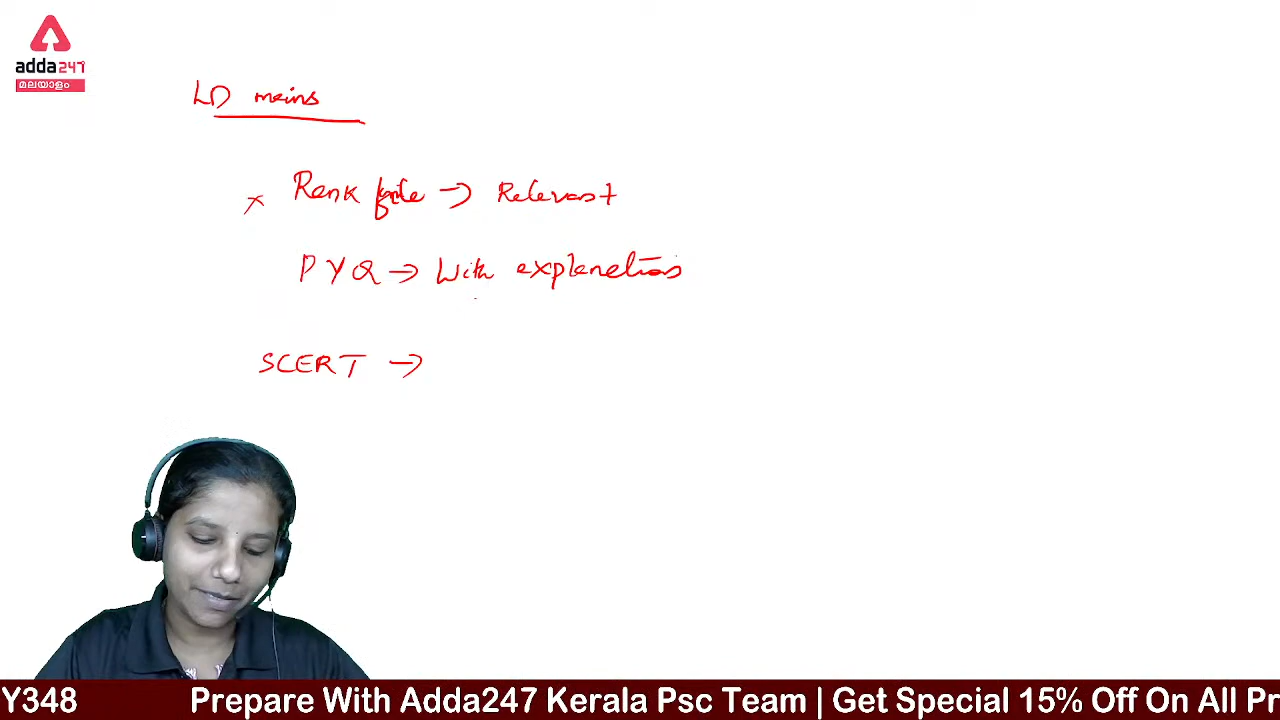 adda247
മലയാളം
LD mains
x Rank file → Relevant
PYQ → With explanations
SCERT →
Y348 Prepare With Adda247 Kerala Psc Team | Get Special 15% Off On All Pr